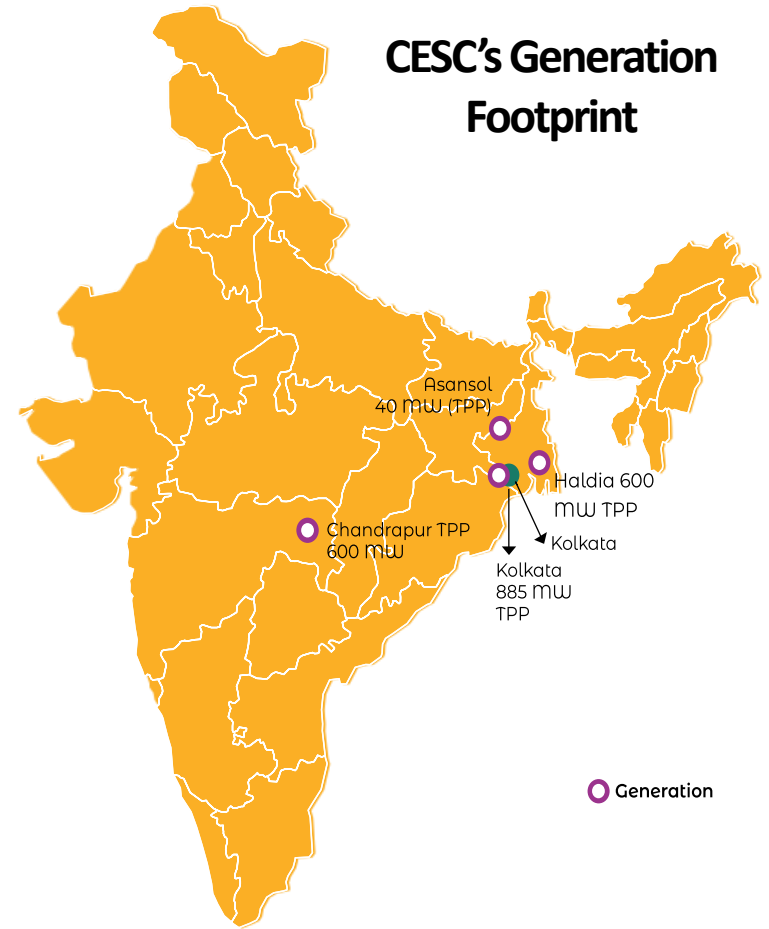 CESC’s Generation
Footprint
Asansol
40 MW (TPP)
Haldia 600
MW TPP
Chandrapur TPP
600 MW
Kolkata
Kolkata
885 MW
TPP
Generation